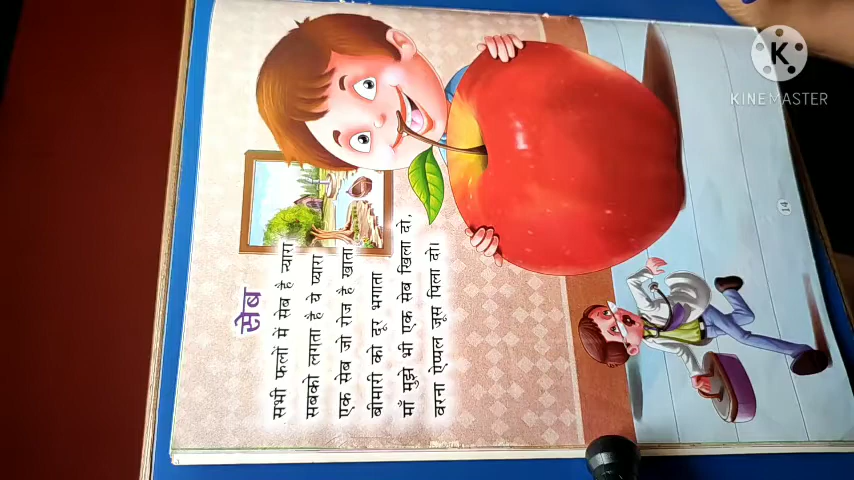 सेब
सभी फलों में सेब है न्यारा
सबको लगता है ये प्यारा
एक सेब जो रोज है खाता
बीमारी को दूर भगाता
माँ मुझे भी एक सेब खिला दो,
वरना ऐप्पल जूस पिला दो।
14
K
KINEMASTER